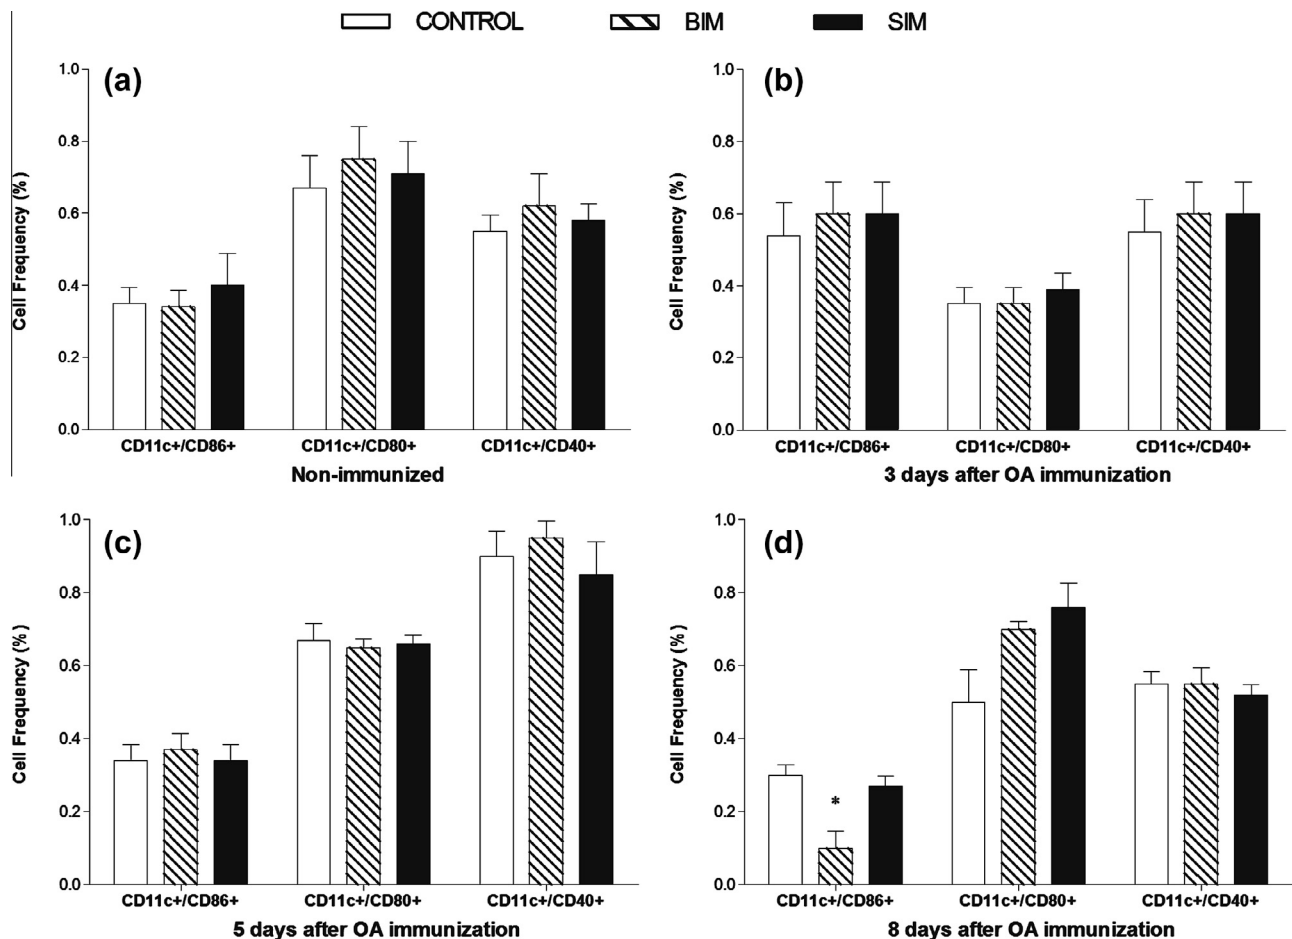 CONTROL BIM SIM
(a)
Cell Frequency (%)
1.0
0.8
0.6
0.4
0.2
0.0
CD11c+/CD86+ CD11c+/CD80+ CD11c+/CD40+
Non-immunized
(b)
Cell Frequency (%)
1.0
0.8
0.6
0.4
0.2
0.0
CD11c+/CD86+ CD11c+/CD80+ CD11c+/CD40+
3 days after OA immunization
(c)
Cell Frequency (%)
1.0
0.8
0.6
0.4
0.2
0.0
CD11c+/CD86+ CD11c+/CD80+ CD11c+/CD40+
5 days after OA immunization
(d)
Cell Frequency (%)
1.0
0.8
0.6
0.4
0.2
0.0
*
CD11c+/CD86+ CD11c+/CD80+ CD11c+/CD40+
8 days after OA immunization